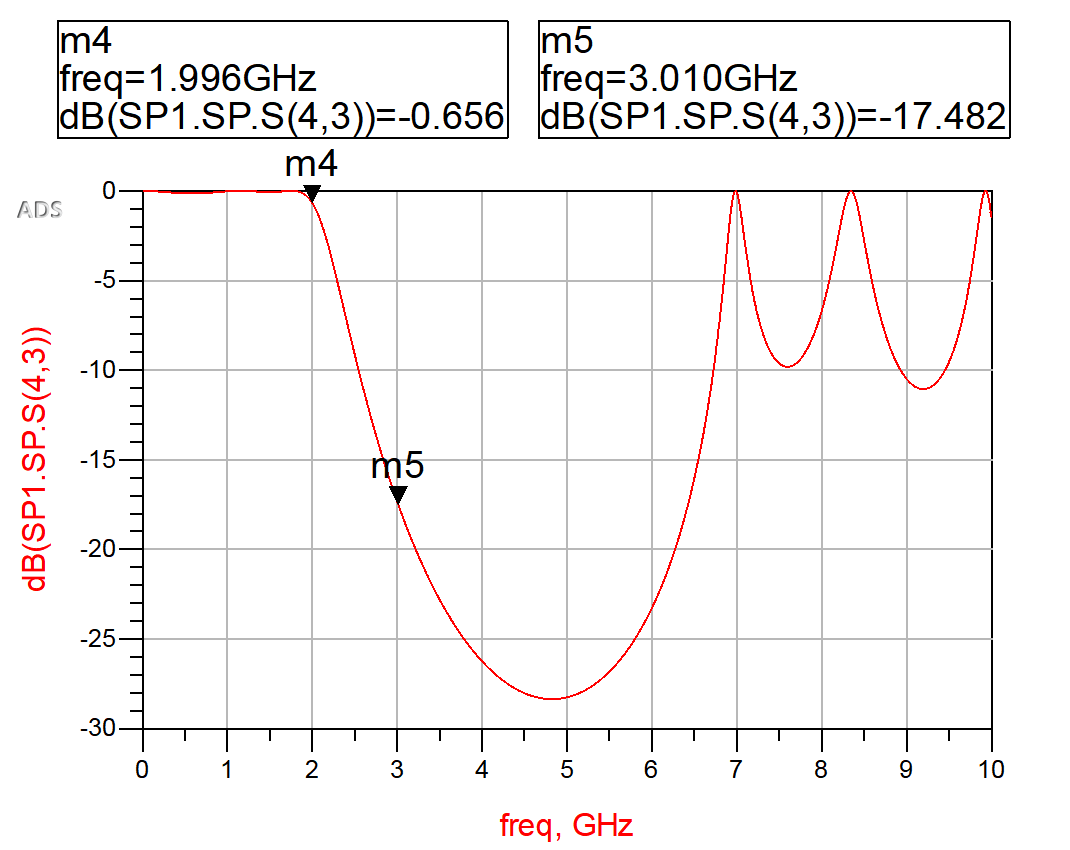 m4
freq=1.996GHz
dB(SP1.SP.S(4,3))=-0.656
m5
freq=3.010GHz
dB(SP1.SP.S(4,3))=-17.482
m4
ADS
0
-5
-10
-15
-20
-25
-30
dB(SP1.SP.S(4,3))
m5
0 1 2 3 4 5 6 7 8 9 10
freq, GHz